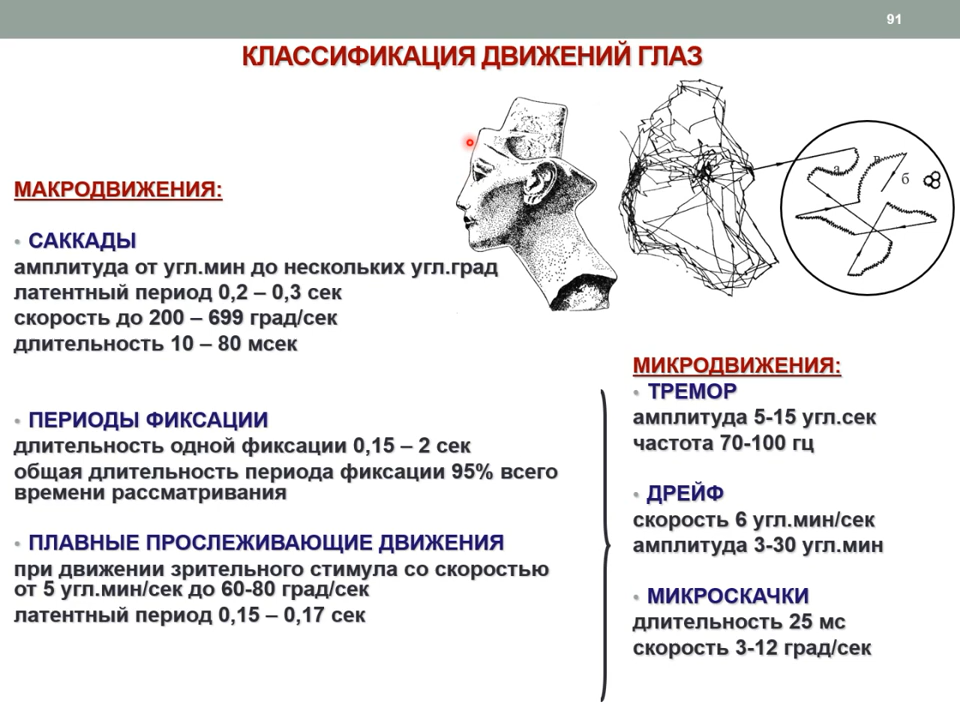 91
КЛАССИФИКАЦИЯ ДВИЖЕНИЙ ГЛАЗ
а
в
б
МАКРОДВИЖЕНИЯ:
• САККАДЫ
амплитуда от угл.мин до нескольких угл.град
латентный период 0,2 – 0,3 сек
скорость до 200 – 699 град/сек
длительность 10 – 80 мсек
• ПЕРИОДЫ ФИКСАЦИИ
длительность одной фиксации 0,15 – 2 сек
общая длительность периода фиксации 95% всего
времени рассматривания
• ПЛАВНЫЕ ПРОСЛЕЖИВАЮЩИЕ ДВИЖЕНИЯ
при движении зрительного стимула со скоростью
от 5 угл.мин/сек до 60-80 град/сек
латентный период 0,15 – 0,17 сек
МИКРОДВИЖЕНИЯ:
• ТРЕМОР
амплитуда 5-15 угл.сек
частота 70-100 гц
• ДРЕЙФ
скорость 6 угл.мин/сек
амплитуда 3-30 угл.мин
• МИКРОСКАЧКИ
длительность 25 мс
скорость 3-12 град/сек